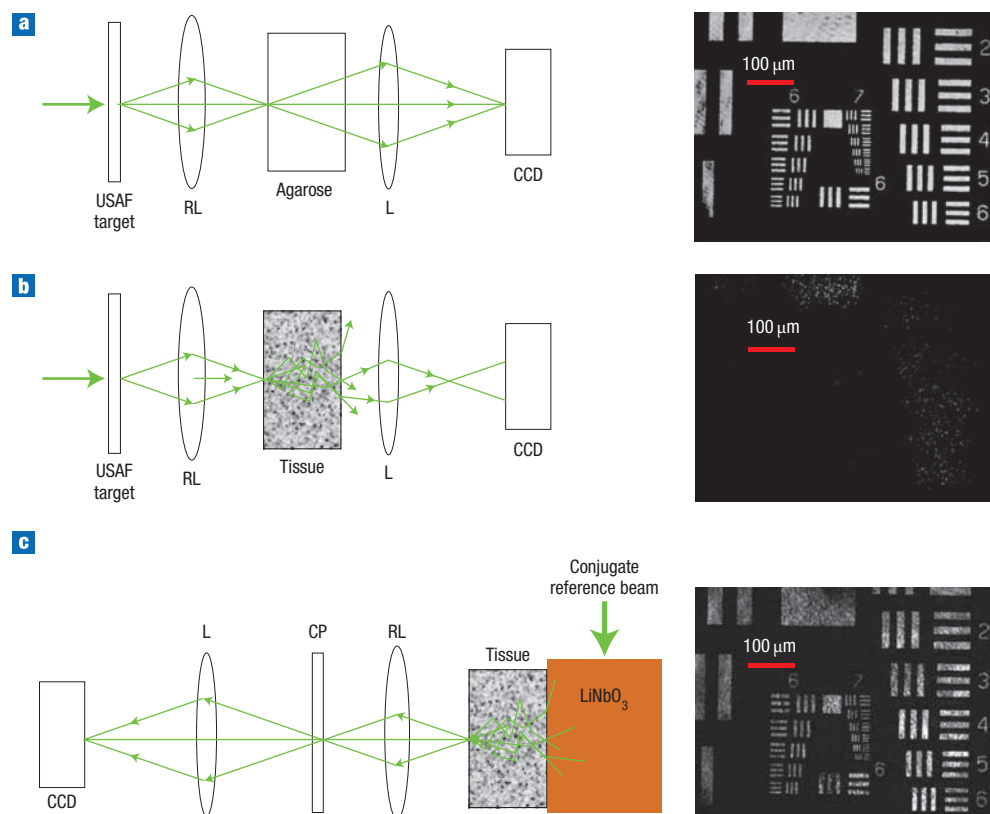 a
USAF
target
RL
Agarose
L
CCD
100 μm
6
7
2
3
4
5
6
6
b
USAF
target
RL
Tissue
L
CCD
100 μm
c
Conjugate
reference beam
L
CP
RL
Tissue
LiNbO3
CCD
100 μm
6
7
2
3
4
5
6
6